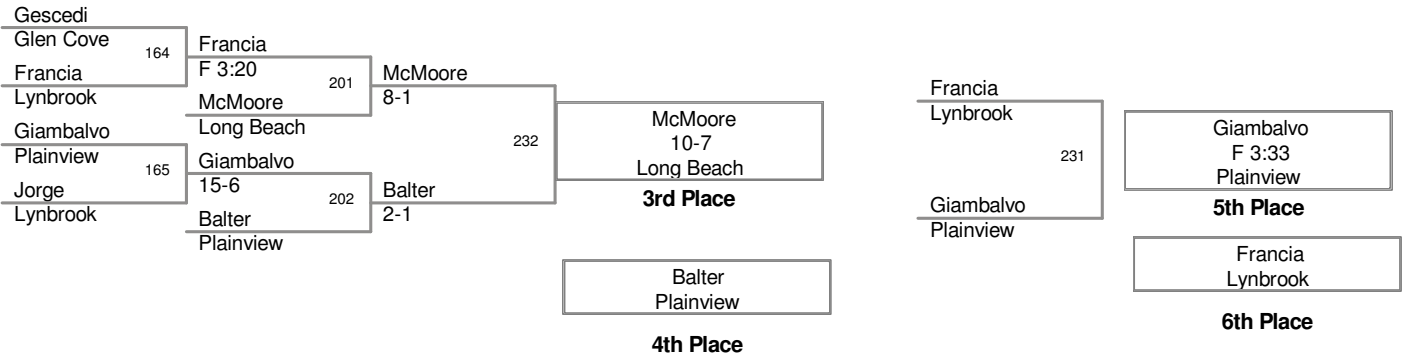 Gescedi
Glen Cove
164
Francia
Lynbrook
Giambalvo
Plainview
165
Jorge
Lynbrook
Francia
F 3:20
201
McMoore
Long Beach
Giambalvo
15-6
202
Balter
Plainview
McMoore
8-1
232
Balter
2-1
McMoore
10-7
Long Beach
3rd Place
Balter
Plainview
4th Place
Francia
Lynbrook
231
Giambalvo
Plainview
Giambalvo
F 3:33
Plainview
5th Place
Francia
Lynbrook
6th Place